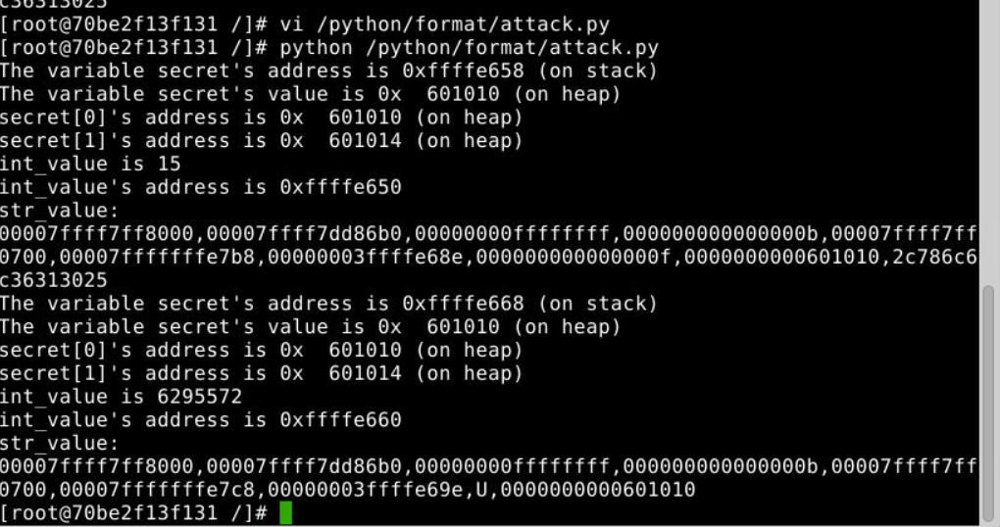 c36313025
[root@70be2f13f131 /]# vi /python/format/attack.py
[root@70be2f13f131 /]# python /python/format/attack.py
The variable secret's address is 0xffffe658 (on stack)
The variable secret's value is 0x  601010 (on heap)
secret[0]'s address is 0x  601010 (on heap)
secret[1]'s address is 0x  601014 (on heap)
int_value is 15
int_value's address is 0xffffe650
str_value:
00007ffff7ff8000,00007ffff7dd86b0,00000000ffffffff,000000000000000b,00007ffff7ff
0700,00007fffffffe7b8,00000003ffffe68e,000000000000000f,0000000000601010,2c786c6
c36313025
The variable secret's address is 0xffffe668 (on stack)
The variable secret's value is 0x  601010 (on heap)
secret[0]'s address is 0x  601010 (on heap)
secret[1]'s address is 0x  601014 (on heap)
int_value is 6295572
int_value's address is 0xffffe660
str_value:
00007ffff7ff8000,00007ffff7dd86b0,00000000ffffffff,000000000000000b,00007ffff7ff
0700,00007fffffffe7c8,00000003ffffe69e,U,0000000000601010
[root@70be2f13f131 /]#